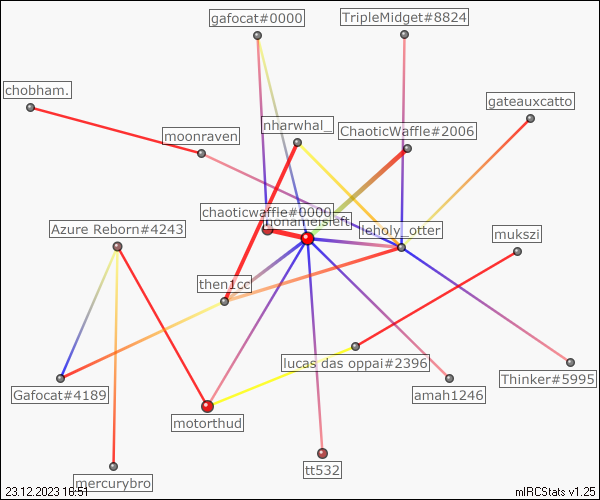 gafocat#0000
TripleMidget#8824
chobham.
gateauxcatto
nharwhal_
ChaoticWaffle#2006
moonraven
chaoticwaffle#0000
Azure Reborn#4243
leholy_otter
mukszi
then1cc
lucas das oppai#2396
Thinker#5995
Gafocat#4189
amah1246
motorthud
tt532
mercurybro
23.12.2023 16:51
mIRCStats v1.25